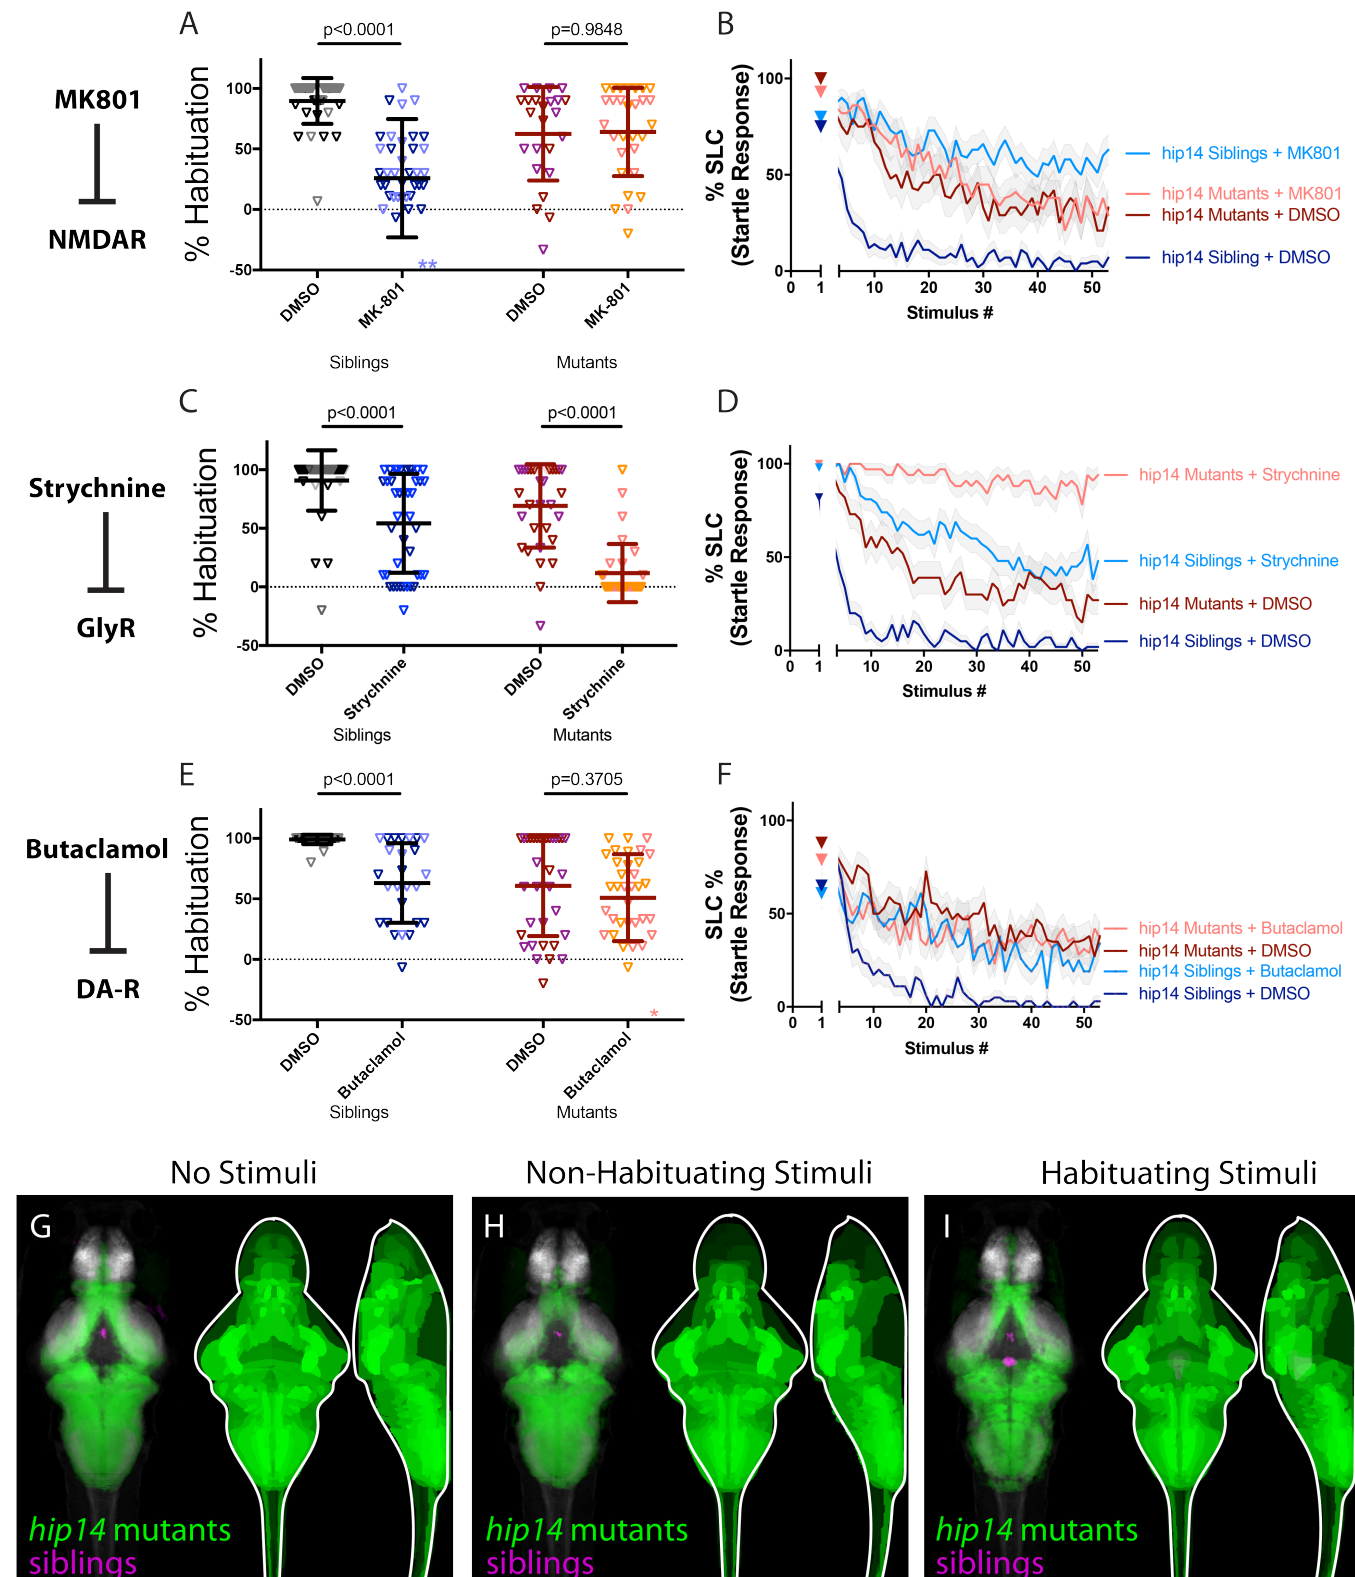 A
p<0.0001
p=0.9848
MK801
NMDAR
% Habituation
100
50
0
-50
**
DMSO
MK-801
DMSO
MK-801
Siblings
Mutants
B
% SLC
(Startle Response)
100
50
0
0
1
10
20
30
40
50
Stimulus #
hip14 Siblings + MK801
hip14 Mutants + MK801
hip14 Mutants + DMSO
hip14 Sibling + DMSO
C
p<0.0001
p<0.0001
Strychnine
GlyR
% Habituation
100
50
0
-50
DMSO
Strychnine
DMSO
Strychnine
Siblings
Mutants
D
% SLC
(Startle Response)
100
50
0
0
1
10
20
30
40
50
Stimulus #
hip14 Mutants + Strychnine
hip14 Siblings + Strychnine
hip14 Mutants + DMSO
hip14 Siblings + DMSO
E
p<0.0001
p=0.3705
Butaclamol
DA-R
% Habituation
100
50
0
-50
*
DMSO
Butaclamol
DMSO
Butaclamol
Siblings
Mutants
F
SLC %
(Startle Response)
100
50
0
0
1
10
20
30
40
50
Stimulus #
hip14 Mutants + Butaclamol
hip14 Mutants + DMSO
hip14 Siblings + Butaclamol
hip14 Siblings + DMSO
No Stimuli
G
hip14 mutants
siblings
Non-Habituating Stimuli
H
hip14 mutants
siblings
Habituating Stimuli
I
hip14 mutants
siblings